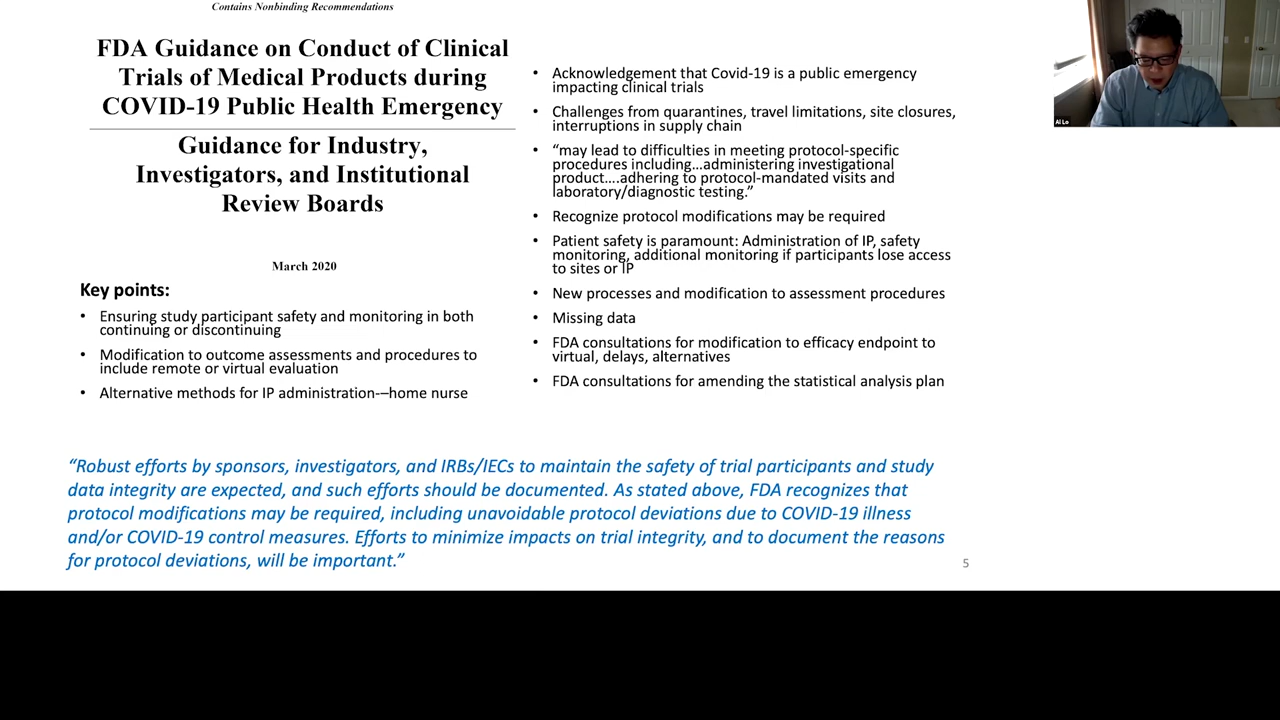 Contains Nonbinding Recommendations
FDA Guidance on Conduct of Clinical
Trials of Medical Products during
COVID-19 Public Health Emergency
Guidance for Industry,
Investigators, and Institutional
Review Boards
March 2020
Key points:
• Ensuring study participant safety and monitoring in both
continuing or discontinuing
• Modification to outcome assessments and procedures to
include remote or virtual evaluation
• Alternative methods for IP administration-–home nurse
• Acknowledgement that Covid-19 is a public emergency
impacting clinical trials
• Challenges from quarantines, travel limitations, site closures,
interruptions in supply chain
• “may lead to difficulties in meeting protocol-specific
procedures including…administering investigational
product….adhering to protocol-mandated visits and
laboratory/diagnostic testing.”
• Recognize protocol modifications may be required
• Patient safety is paramount: Administration of IP, safety
monitoring, additional monitoring if participants lose access
to sites or IP
• New processes and modification to assessment procedures
• Missing data
• FDA consultations for modification to efficacy endpoint to
virtual, delays, alternatives
• FDA consultations for amending the statistical analysis plan
“Robust efforts by sponsors, investigators, and IRBs/IECs to maintain the safety of trial participants and study
data integrity are expected, and such efforts should be documented. As stated above, FDA recognizes that
protocol modifications may be required, including unavoidable protocol deviations due to COVID-19 illness
and/or COVID-19 control measures. Efforts to minimize impacts on trial integrity, and to document the reasons
for protocol deviations, will be important.”
5
Al Lo